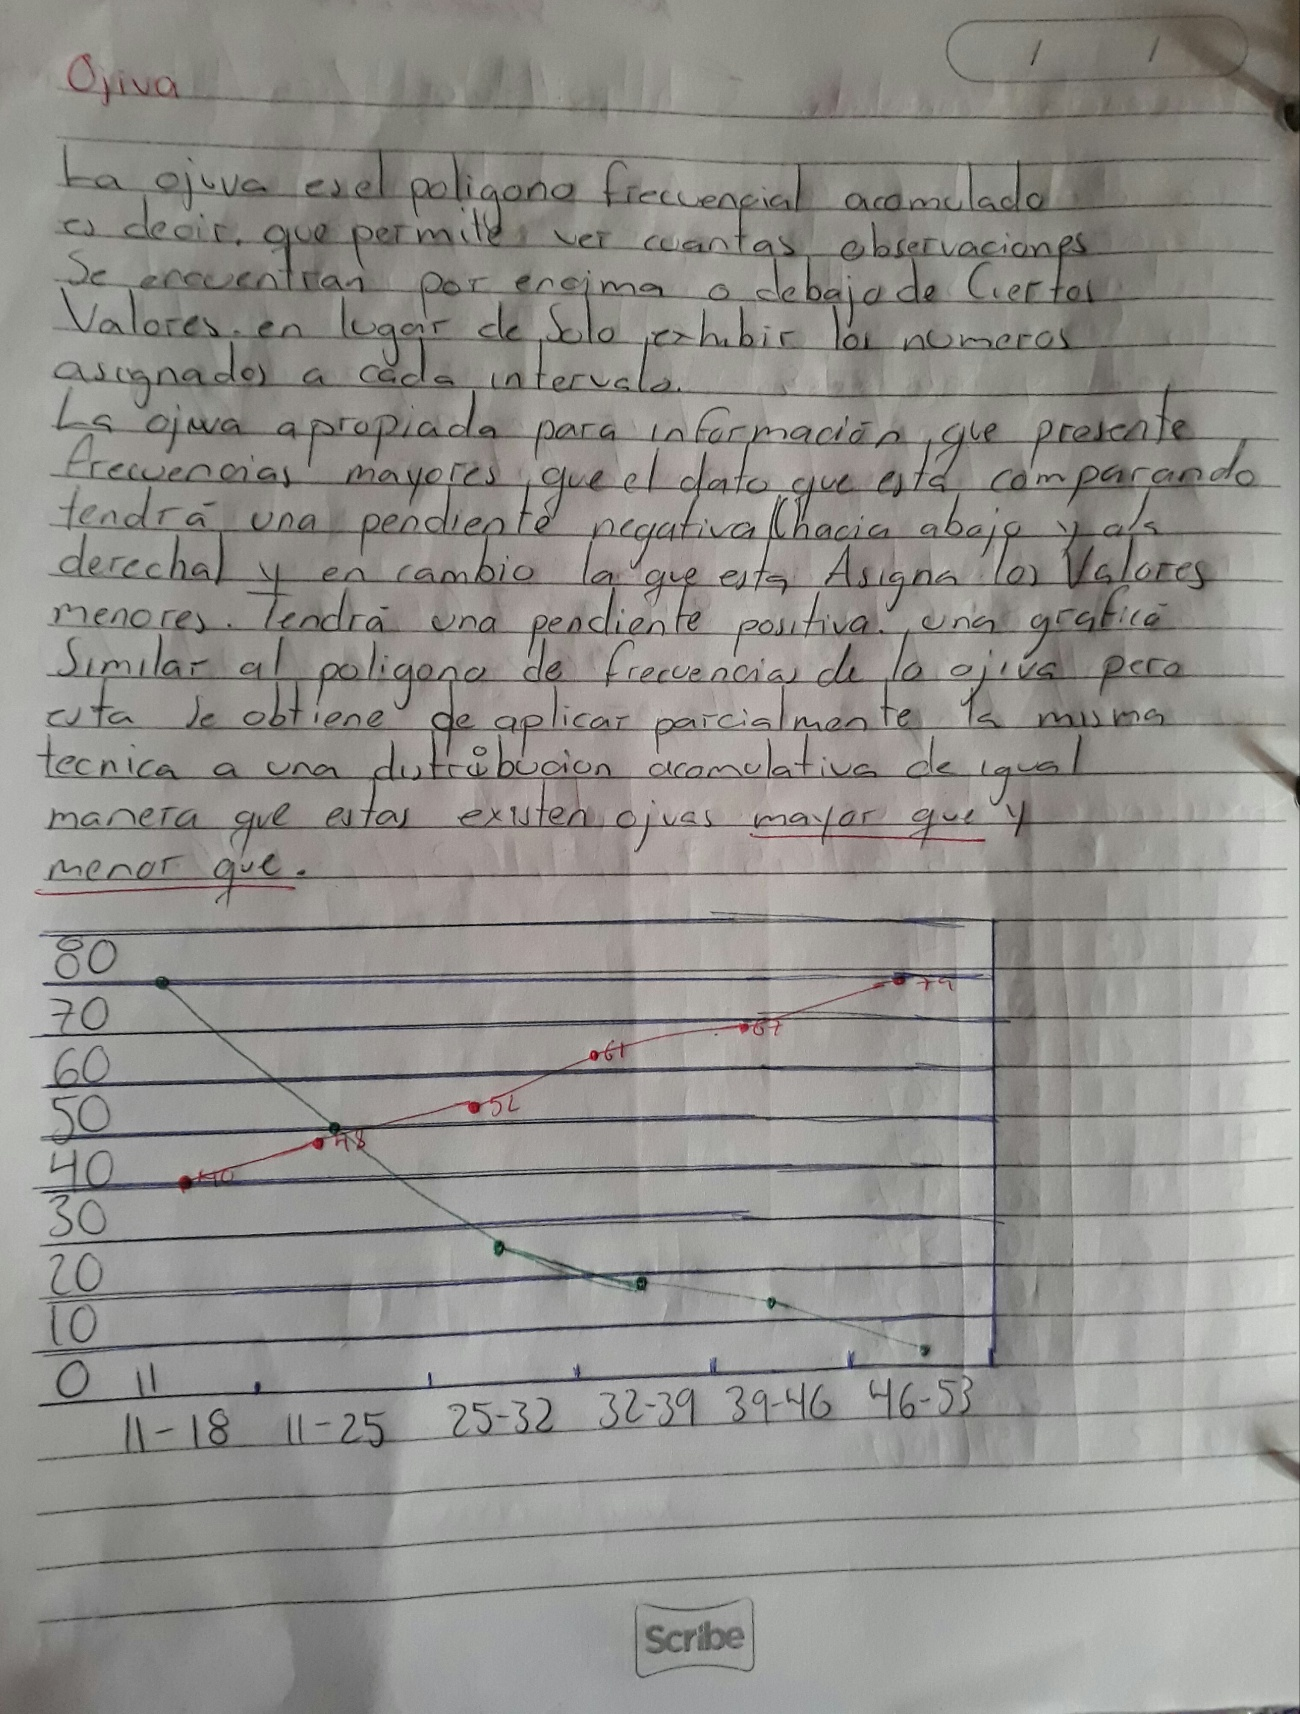 Ojiva
La ojiva es el poligono frecuencial acomulado
es decir, que permite ver cuantas observaciones
Se encuentran por encima o debajo de Ciertos
Valores. en lugar de Solo exhibir los numeros
asignados a cada intervalo.
La ojiva apropiada para información que presente
frecuencias mayores, que el dato que está comparando
tendrá una pendiente negativa (hacia abajo y a la
derecha) y en cambio la que esta Asigna los Valores
menores. Tendrá una pendiente positiva. una grafica
Similar al poligono de frecuencias de la ojiva pero
esta se obtiene de aplicar parcialmente la misma
tecnica a una distribucion acomulativa de igual
manera que estas existen ojivas mayor que y
menor que.
80
79
70
67
60
61
50
52
48
40
40
30
20
10
0 11
11-18 11-25 25-32 32-39 39-46 46-53
Scribe